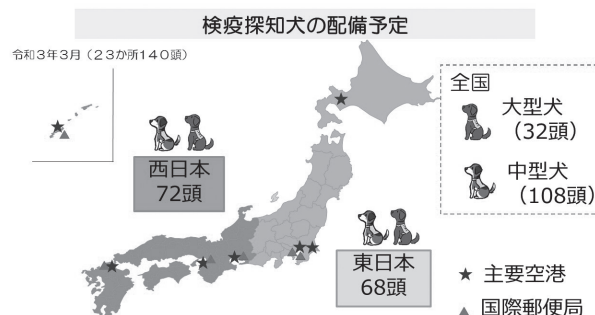 検疫探知犬の配備予定
令和3年3月（23か所140頭）
全国
大型犬
（32頭）
中型犬
（108頭）
西日本
72頭
東日本
68頭
★ 主要空港
▲ 国際郵便局